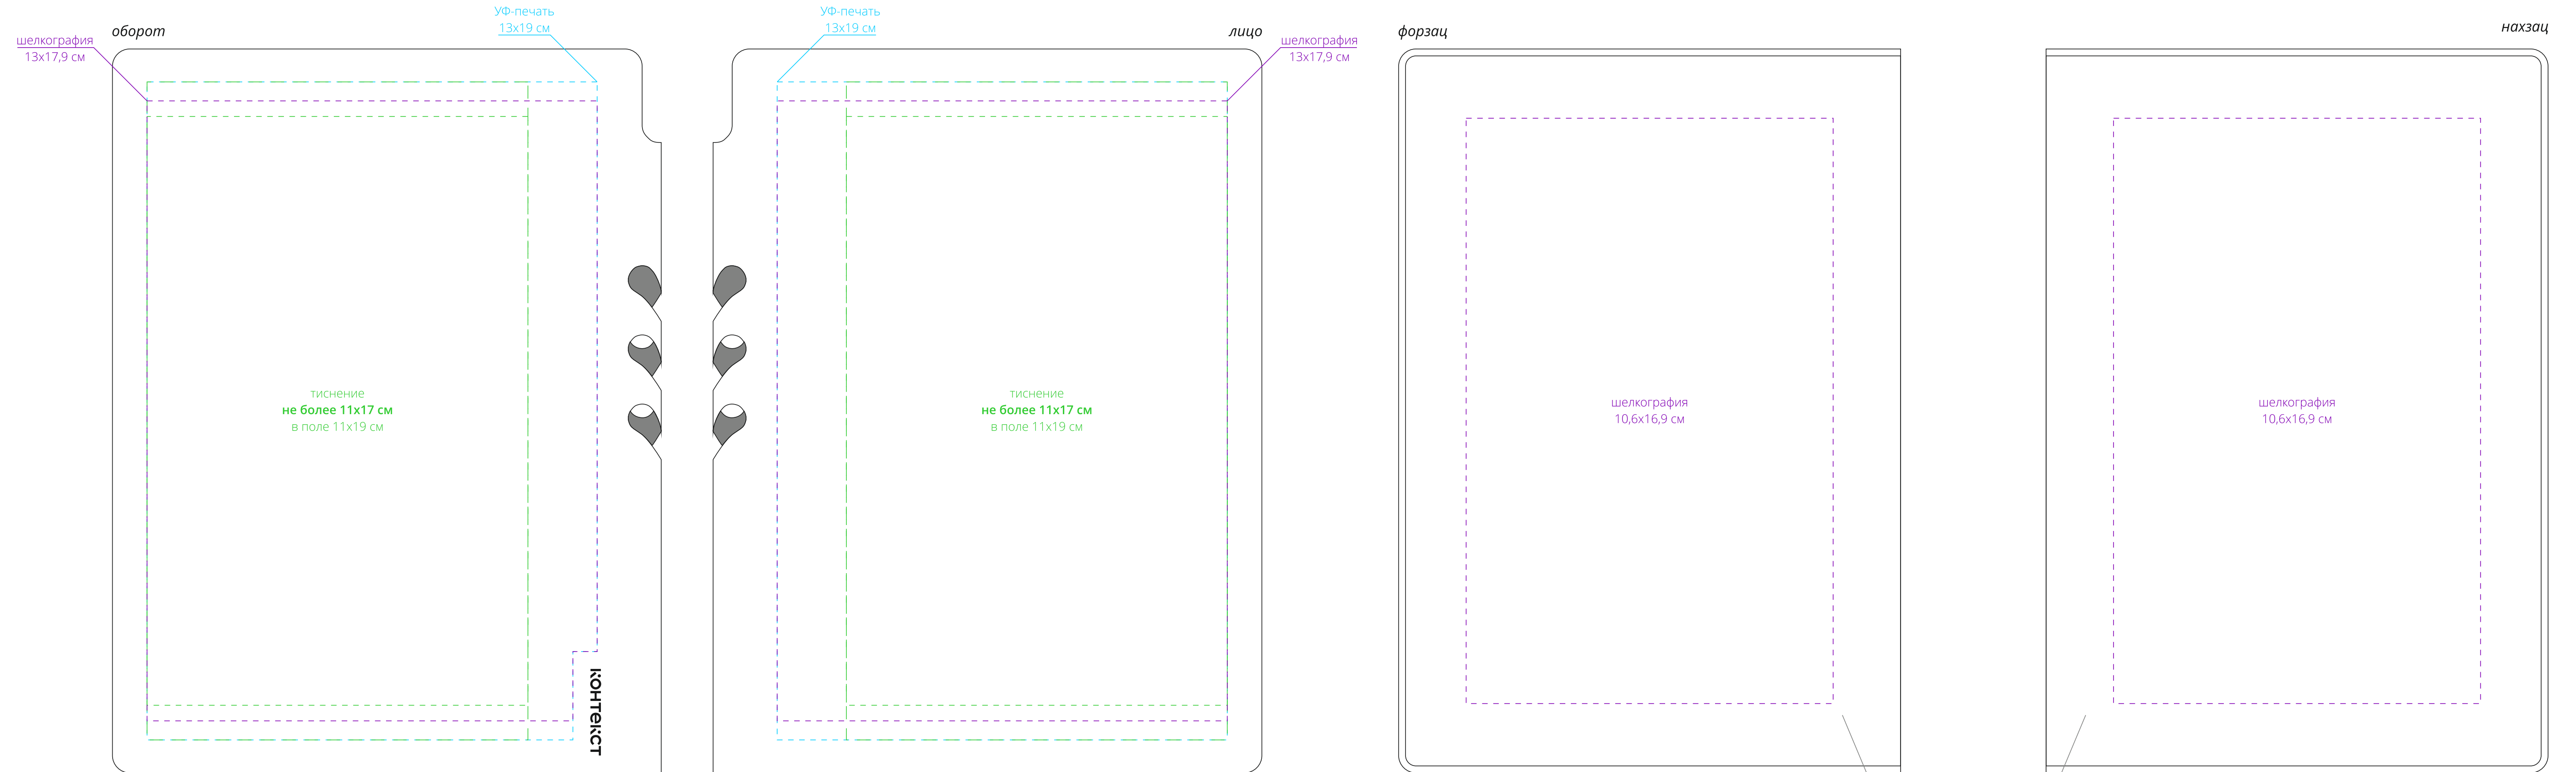 оборот
шелкография
13x17,9 см
УФ-печать
13x19 см
УФ-печать
13x19 см
лицо
шелкография
13x17,9 см
форзац
нахзац
тиснение
не более 11x17 см
в поле 11x19 см
тиснение
не более 11x17 см
в поле 11x19 см
шелкография
10,6x16,9 см
шелкография
10,6x16,9 см
контекст